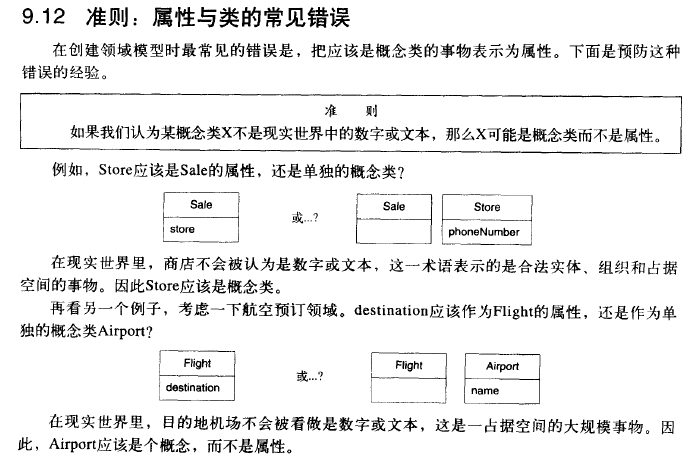 9.12 准则：属性与类的常见错误
在创建领域模型时最常见的错误是，把应该是概念类的事物表示为属性。下面是预防这种
错误的经验。
准 则
如果我们认为某概念类X不是现实世界中的数字或文本，那么X可能是概念类而不是属性。
例如，Store应该是Sale的属性，还是单独的概念类？
Sale 或...? Sale Store
store phoneNumber
在现实世界里，商店不会被认为是数字或文本，这一术语表示的是合法实体、组织和占据
空间的事物。因此Store应该是概念类。
再看另一个例子，考虑一下航空预订领域。destination应该作为Flight的属性，还是作为单
独的概念类Airport？
Flight 或...? Flight Airport
destination name
在现实世界里，目的地机场不会被看做是数字或文本，这是一占据空间的大规模事物。因
此，Airport应该是个概念，而不是属性。